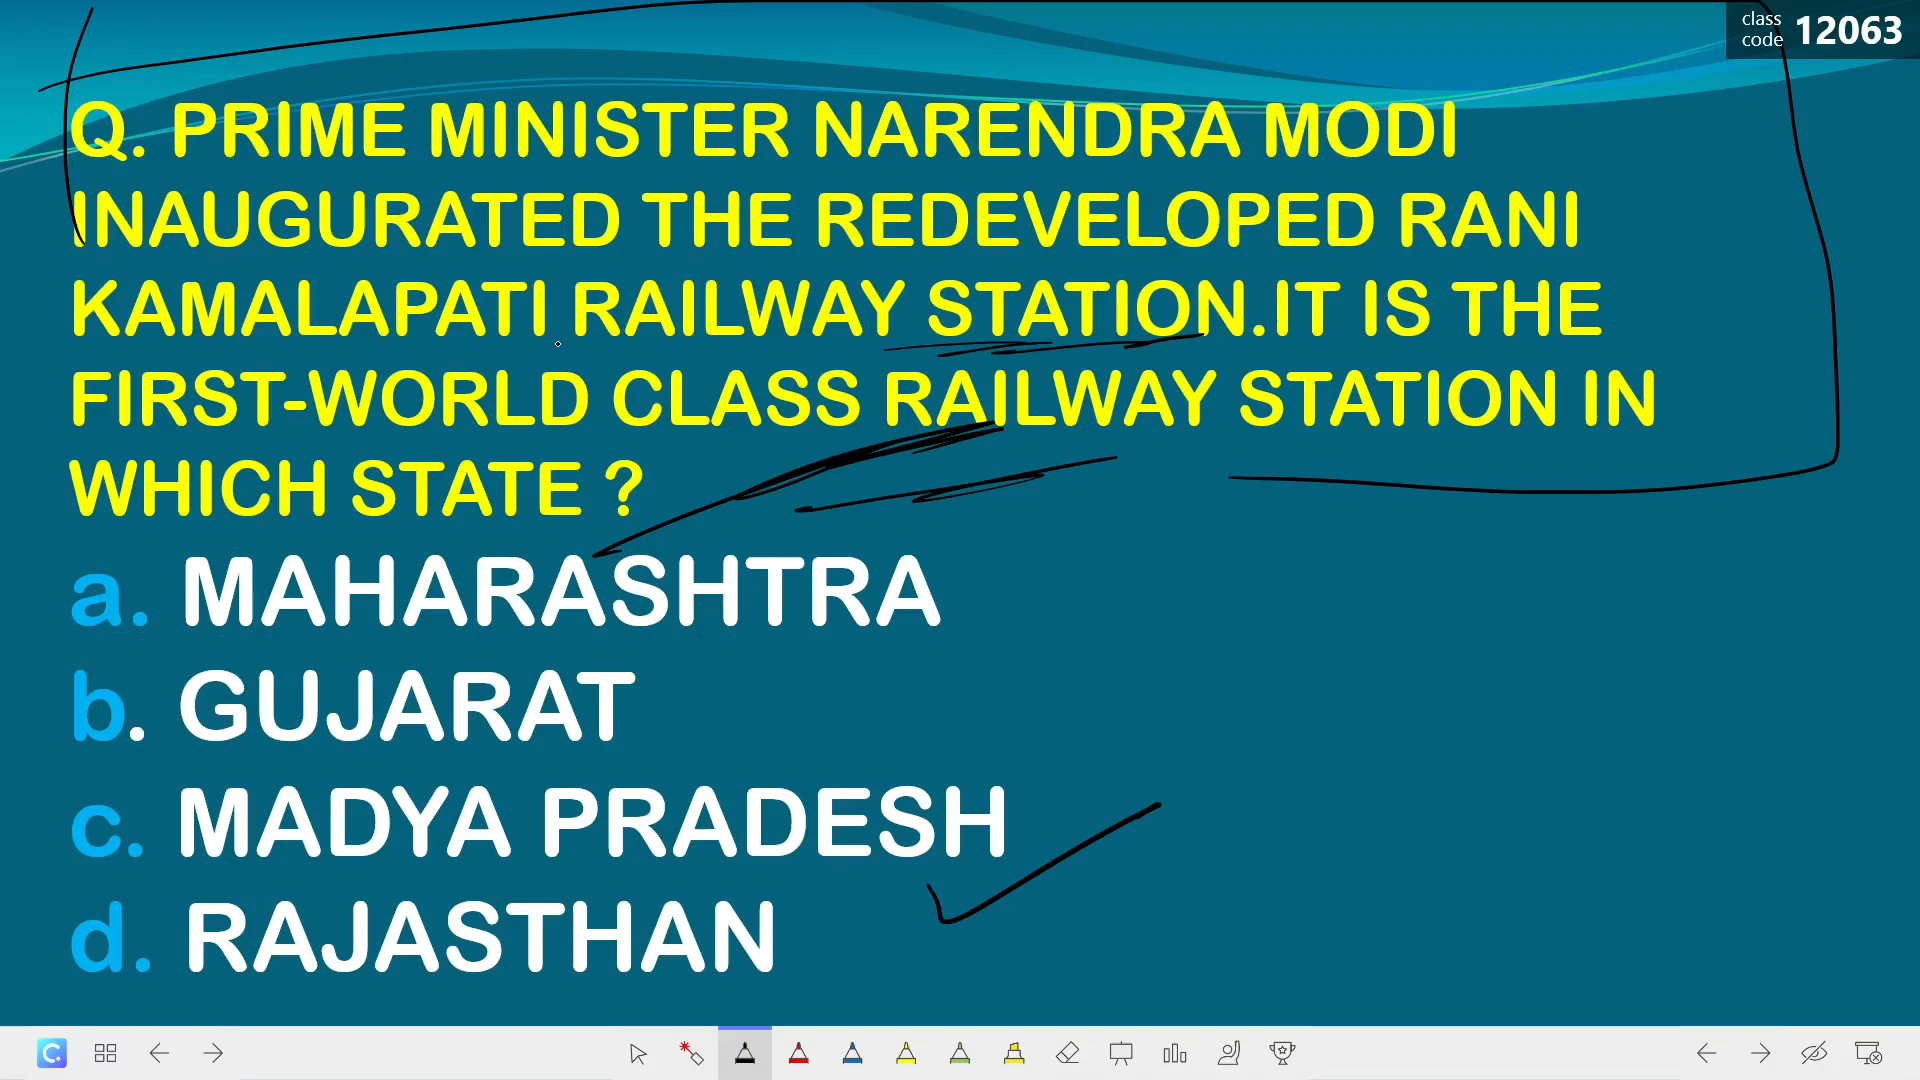 class
code 12063
Q. PRIME MINISTER NARENDRA MODI
INAUGURATED THE REDEVELOPED RANI
KAMALAPATI RAILWAY STATION.IT IS THE
FIRST-WORLD CLASS RAILWAY STATION IN
WHICH STATE ?
a. MAHARASHTRA
b. GUJARAT
c. MADYA PRADESH
d. RAJASTHAN